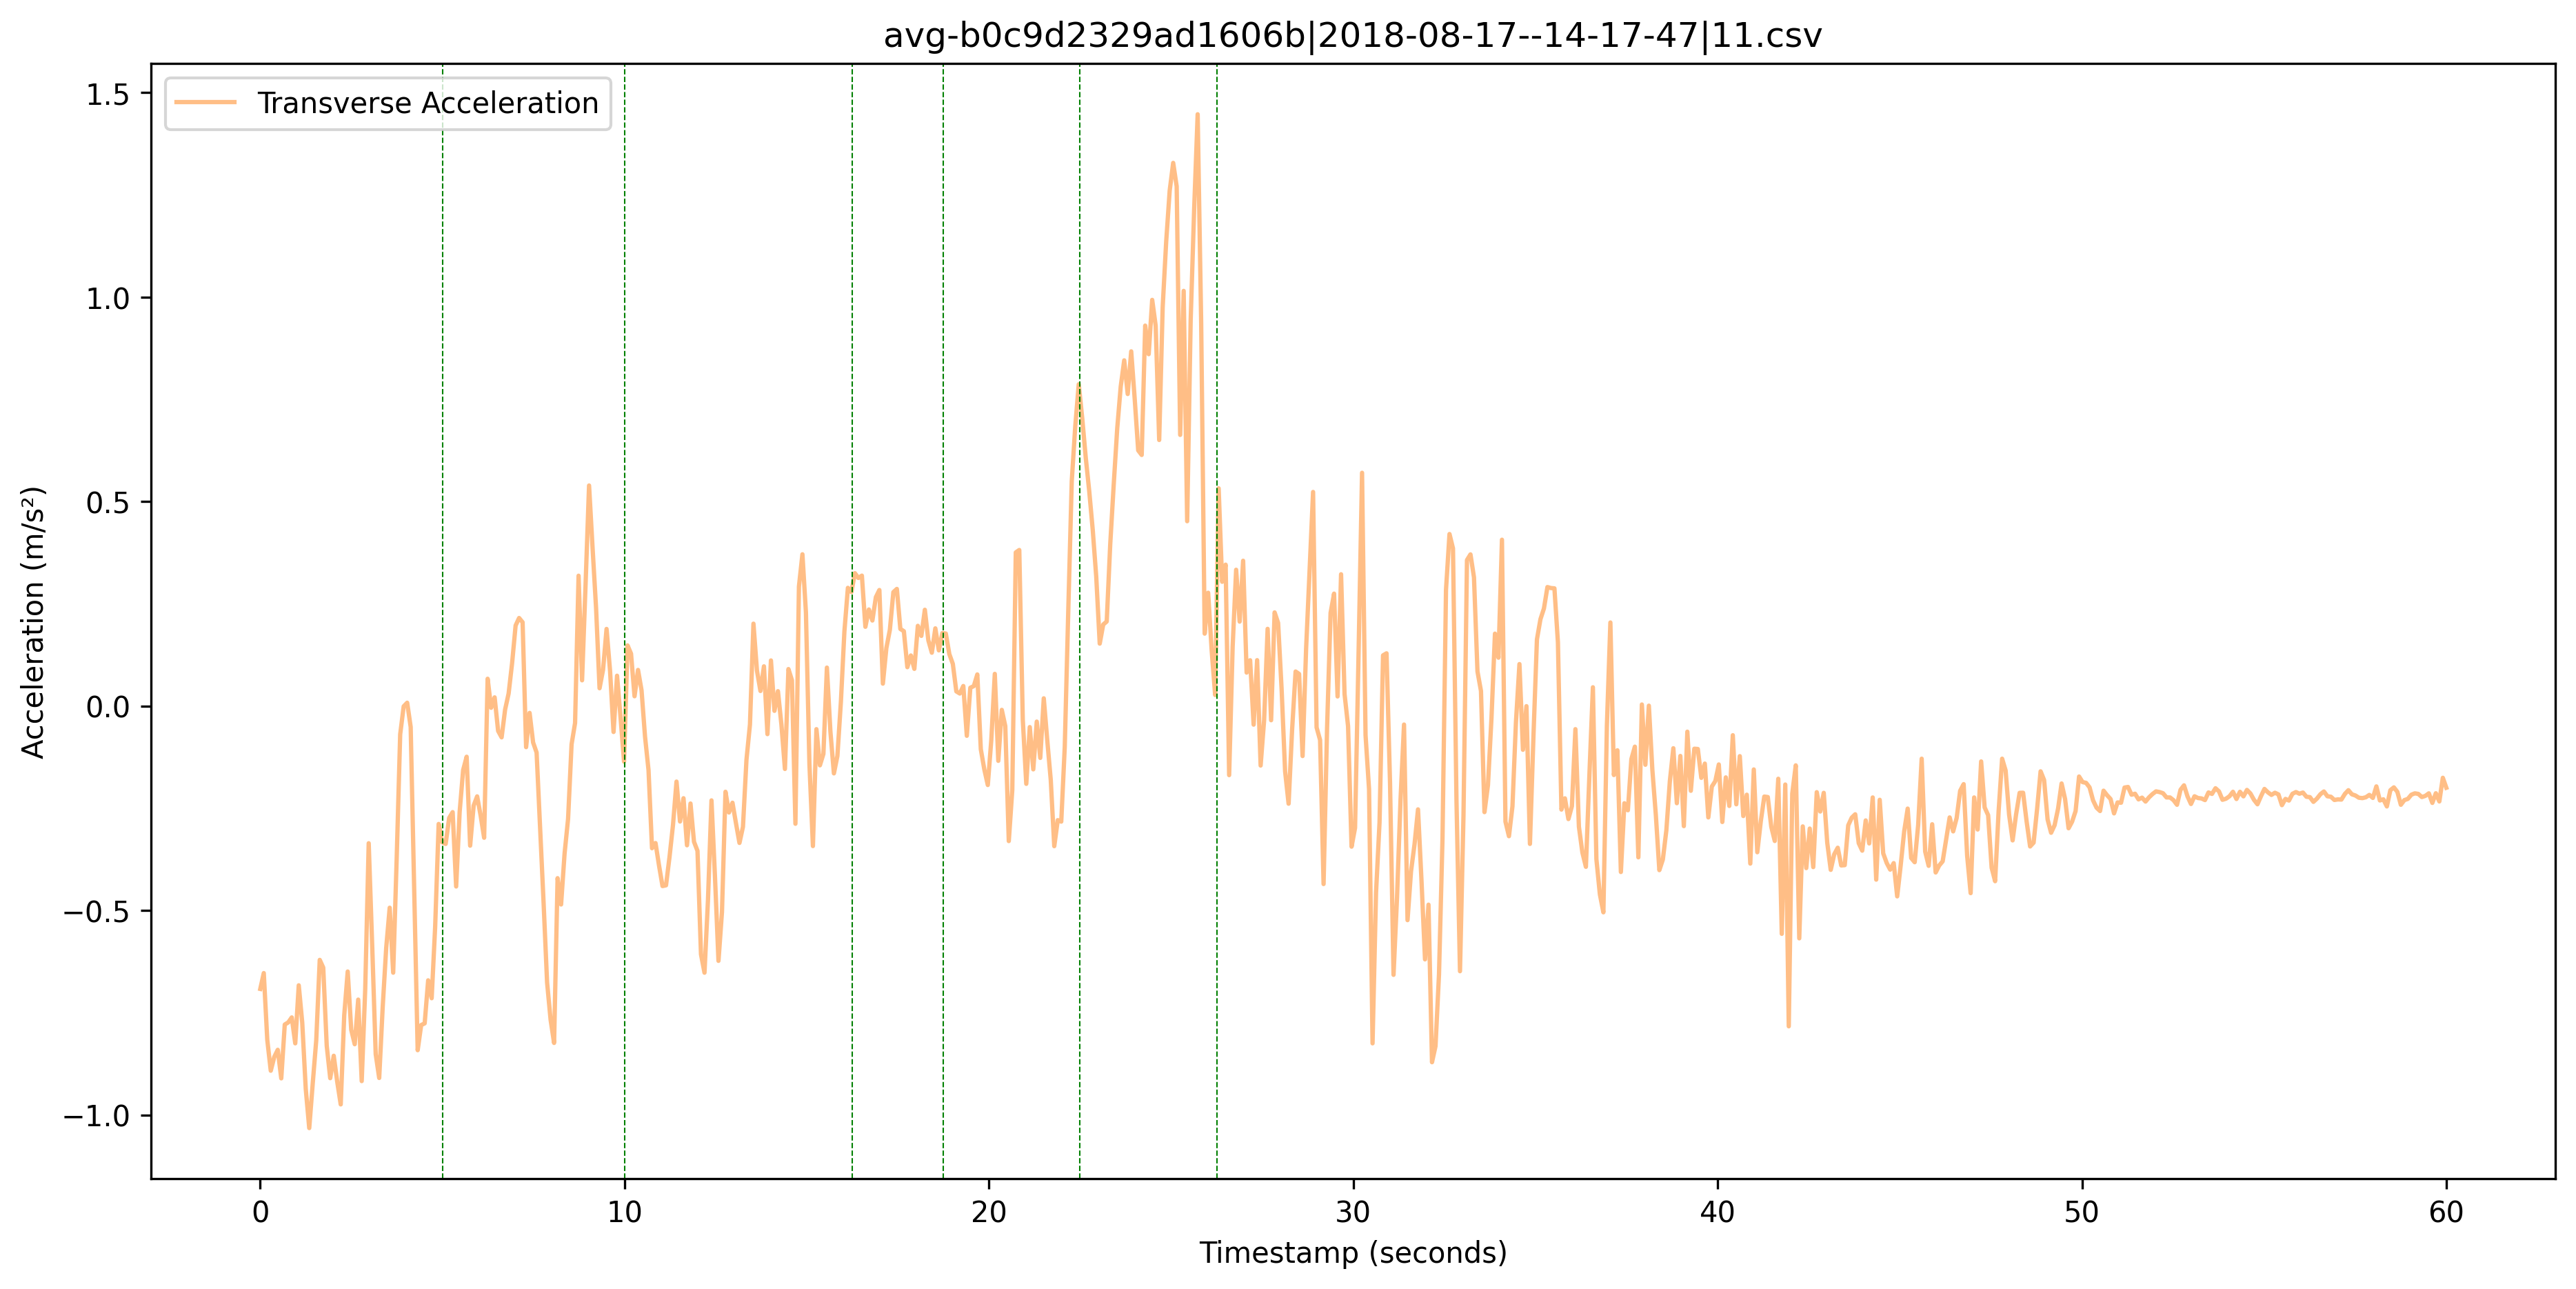 avg-b0c9d2329ad1606b|2018-08-17--14-17-47|11.csv
Transverse Acceleration
Acceleration (m/s²)
1.5
1.0
0.5
0.0
−0.5
−1.0
0 10 20 30 40 50 60
Timestamp (seconds)